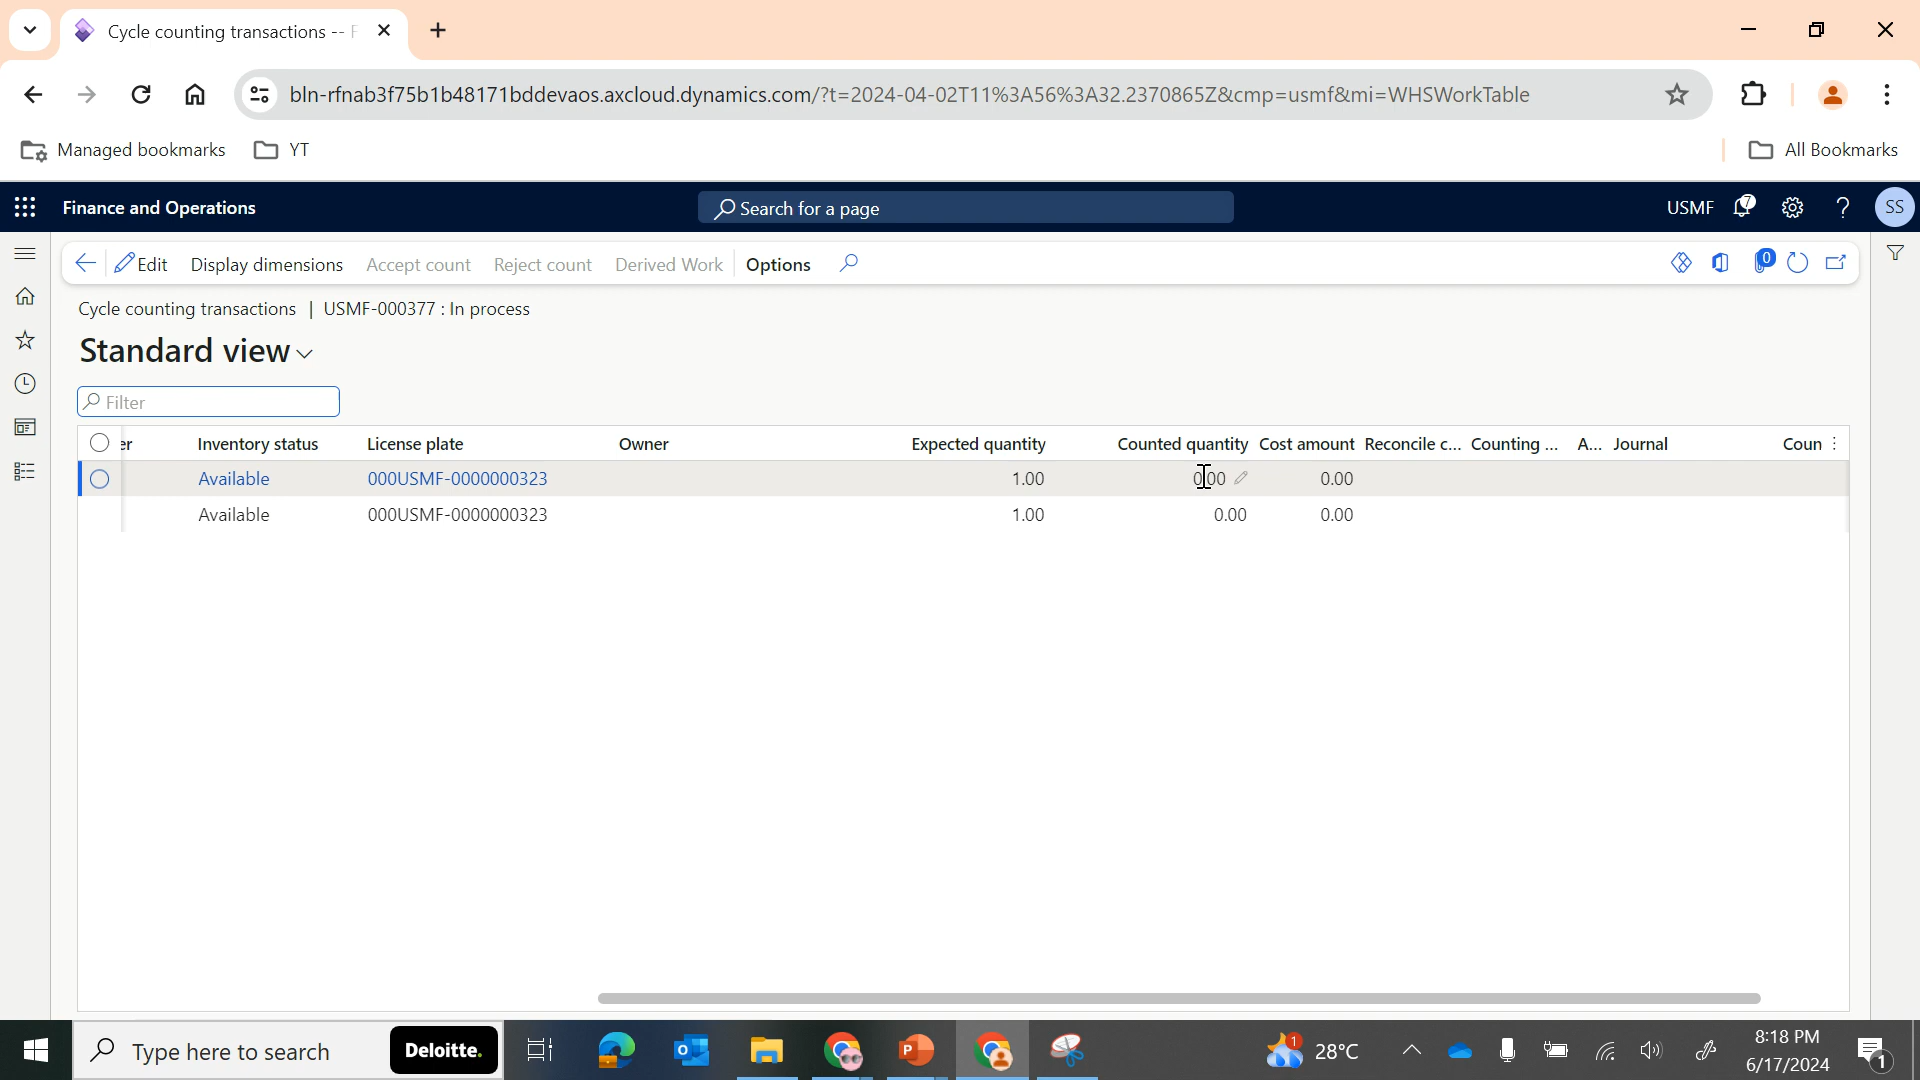 Cycle counting transactions -- F
bln-rfnab3f75b1b48171bddevaos.axcloud.dynamics.com/?t=2024-04-02T11%3A56%3A32.2370865Z&cmp=usmf&mi=WHSWorkTable
Managed bookmarks YT All Bookmarks
Finance and Operations Search for a page USMF 7 ? SS
Edit Display dimensions Accept count Reject count Derived Work Options 0
Cycle counting transactions | USMF-000377 : In process
Standard view
Filter
er Inventory status License plate Owner Expected quantity Counted quantity Cost amount Reconcile c... Counting ... A... Journal Coun
Available 000USMF-0000000323 1.00 0.00 0.00
Available 000USMF-0000000323 1.00 0.00 0.00
Type here to search Deloitte. 1 28°C 8:18 PM
6/17/2024 1